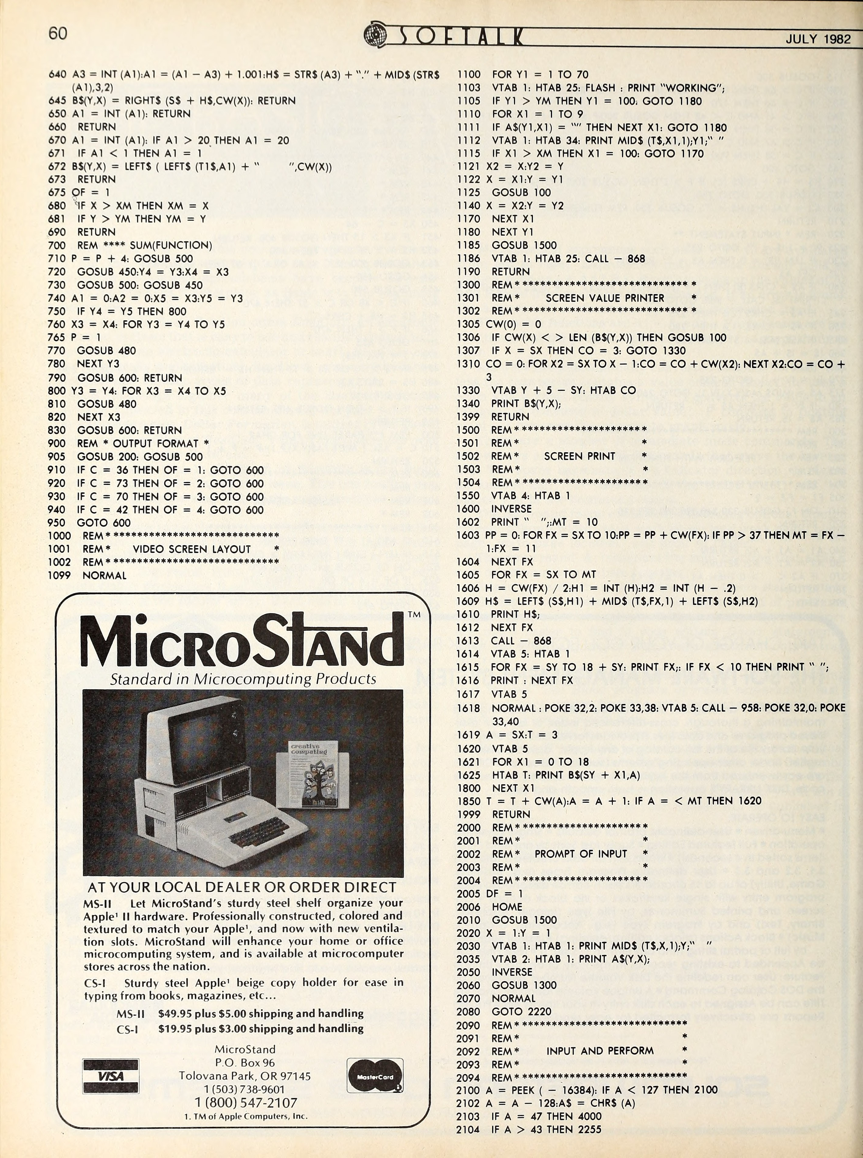 60
SOFTALK
JULY 1982
640 A3 = INT (A1):A1 = (A1 − A3) + 1.001:H$ = STR$ (A3) + "." + MID$ (STR$
(A1),3,2)
645 B$(Y,X) = RIGHT$ (S$ + H$,CW(X)): RETURN
650 A1 = INT (A1): RETURN
660 RETURN
670 A1 = INT (A1): IF A1 > 20 THEN A1 = 20
671 IF A1 < 1 THEN A1 = 1
672 B$(Y,X) = LEFT$ ( LEFT$ (T1$,A1) + "      ",CW(X))
673 RETURN
675 OF = 1
680 IF X > XM THEN XM = X
681 IF Y > YM THEN YM = Y
690 RETURN
700 REM **** SUM(FUNCTION)
710 P = P + 4: GOSUB 500
720 GOSUB 450:Y4 = Y3:X4 = X3
730 GOSUB 500: GOSUB 450
740 A1 = 0:A2 = 0:X5 = X3:Y5 = Y3
750 IF Y4 = Y5 THEN 800
760 X3 = X4: FOR Y3 = Y4 TO Y5
765 P = 1
770 GOSUB 480
780 NEXT Y3
790 GOSUB 600: RETURN
800 Y3 = Y4: FOR X3 = X4 TO X5
810 GOSUB 480
820 NEXT X3
830 GOSUB 600: RETURN
900 REM * OUTPUT FORMAT *
905 GOSUB 200: GOSUB 500
910 IF C = 36 THEN OF = 1: GOTO 600
920 IF C = 73 THEN OF = 2: GOTO 600
930 IF C = 70 THEN OF = 3: GOTO 600
940 IF C = 42 THEN OF = 4: GOTO 600
950 GOTO 600
1000 REM * ****************************
1001 REM * VIDEO SCREEN LAYOUT *
1002 REM * ****************************
1099 NORMAL
MICROSTAND™
Standard in Microcomputing Products
creative computing
AT YOUR LOCAL DEALER OR ORDER DIRECT
MS-II Let MicroStand's sturdy steel shelf organize your
Apple¹ II hardware. Professionally constructed, colored and
textured to match your Apple¹, and now with new ventila-
tion slots. MicroStand will enhance your home or office
microcomputing system, and is available at microcomputer
stores across the nation.
CS-I Sturdy steel Apple¹ beige copy holder for ease in
typing from books, magazines, etc...
MS-II $49.95 plus $5.00 shipping and handling
CS-I $19.95 plus $3.00 shipping and handling
VISA
MicroStand
P.O. Box 96
Tolovana Park, OR 97145
1 (503) 738-9601
1 (800) 547-2107
1. TM of Apple Computers, Inc.
MasterCard
1100 FOR Y1 = 1 TO 70
1103 VTAB 1: HTAB 25: FLASH : PRINT "WORKING";
1105 IF Y1 > YM THEN Y1 = 100: GOTO 1180
1110 FOR X1 = 1 TO 9
1111 IF A$(Y1,X1) = "" THEN NEXT X1: GOTO 1180
1112 VTAB 1: HTAB 34: PRINT MID$ (T$,X1,1);Y1;" "
1115 IF X1 > XM THEN X1 = 100: GOTO 1170
1121 X2 = X:Y2 = Y
1122 X = X1:Y = Y1
1125 GOSUB 100
1140 X = X2:Y = Y2
1170 NEXT X1
1180 NEXT Y1
1185 GOSUB 1500
1186 VTAB 1: HTAB 25: CALL − 868
1190 RETURN
1300 REM * **************************** *
1301 REM * SCREEN VALUE PRINTER *
1302 REM * **************************** *
1305 CW(0) = 0
1306 IF CW(X) < > LEN (B$(Y,X)) THEN GOSUB 100
1307 IF X = SX THEN CO = 3: GOTO 1330
1310 CO = 0: FOR X2 = SX TO X − 1:CO = CO + CW(X2): NEXT X2:CO = CO +
3
1330 VTAB Y + 5 − SY: HTAB CO
1340 PRINT B$(Y,X);
1399 RETURN
1500 REM * *********************
1501 REM * *
1502 REM * SCREEN PRINT *
1503 REM * *
1504 REM * *********************
1550 VTAB 4: HTAB 1
1600 INVERSE
1602 PRINT "  ";:MT = 10
1603 PP = 0: FOR FX = SX TO 10:PP = PP + CW(FX): IF PP > 37 THEN MT = FX −
1:FX = 11
1604 NEXT FX
1605 FOR FX = SX TO MT
1606 H = CW(FX) / 2:H1 = INT (H):H2 = INT (H − .2)
1609 H$ = LEFT$ (S$,H1) + MID$ (T$,FX,1) + LEFT$ (S$,H2)
1610 PRINT H$;
1612 NEXT FX
1613 CALL − 868
1614 VTAB 5: HTAB 1
1615 FOR FX = SY TO 18 + SY: PRINT FX;: IF FX < 10 THEN PRINT " ";
1616 PRINT : NEXT FX
1617 VTAB 5
1618 NORMAL : POKE 32,2: POKE 33,38: VTAB 5: CALL − 958: POKE 32,0: POKE
33,40
1619 A = SX:T = 3
1620 VTAB 5
1621 FOR X1 = 0 TO 18
1625 HTAB T: PRINT B$(SY + X1,A)
1800 NEXT X1
1850 T = T + CW(A):A = A + 1: IF A = < MT THEN 1620
1999 RETURN
2000 REM * *********************
2001 REM * *
2002 REM * PROMPT OF INPUT *
2003 REM * *
2004 REM * *********************
2005 DF = 1
2006 HOME
2010 GOSUB 1500
2020 X = 1:Y = 1
2030 VTAB 1: HTAB 1: PRINT MID$ (T$,X,1);Y;"  "
2035 VTAB 2: HTAB 1: PRINT A$(Y,X);
2050 INVERSE
2060 GOSUB 1300
2070 NORMAL
2080 GOTO 2220
2090 REM * ****************************
2091 REM * *
2092 REM * INPUT AND PERFORM *
2093 REM * *
2094 REM * ****************************
2100 A = PEEK ( − 16384): IF A < 127 THEN 2100
2102 A = A − 128:A$ = CHR$ (A)
2103 IF A = 47 THEN 4000
2104 IF A > 43 THEN 2255